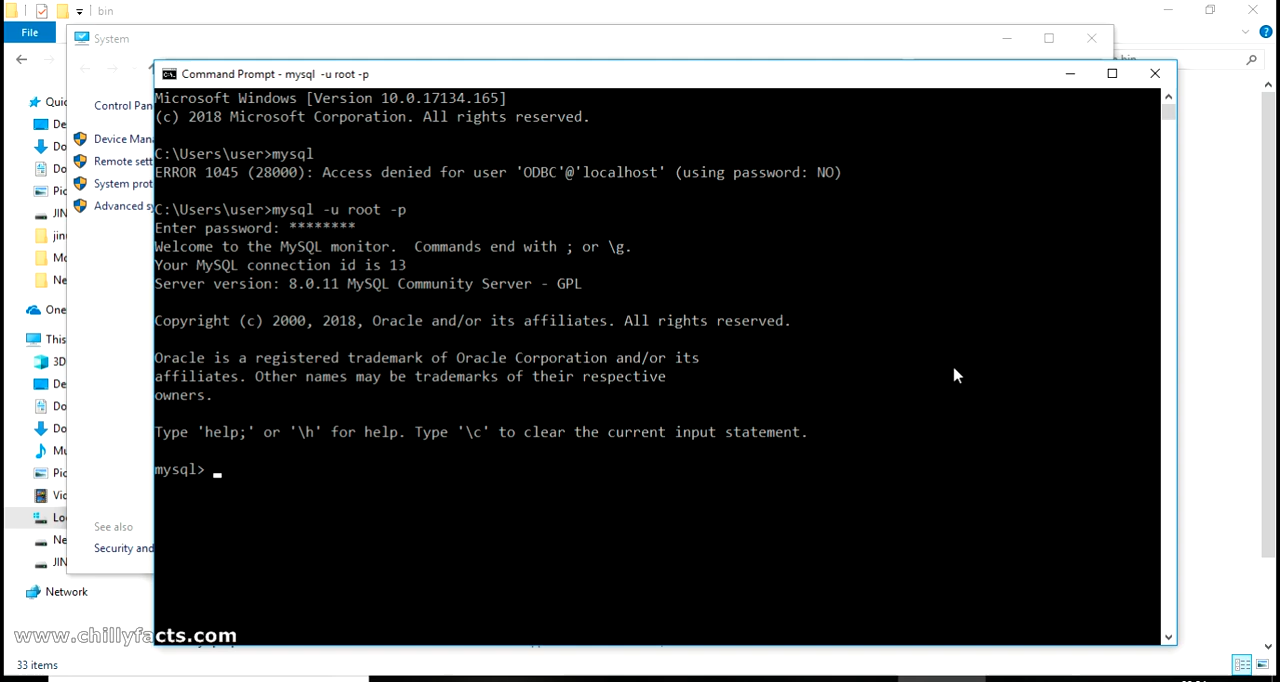 bin
File
System
bin
Command Prompt - mysql -u root -p
Microsoft Windows [Version 10.0.17134.165]
(c) 2018 Microsoft Corporation. All rights reserved.
C:\Users\user>mysql
ERROR 1045 (28000): Access denied for user 'ODBC'@'localhost' (using password: NO)
C:\Users\user>mysql -u root -p
Enter password: ********
Welcome to the MySQL monitor.  Commands end with ; or \g.
Your MySQL connection id is 13
Server version: 8.0.11 MySQL Community Server - GPL
Copyright (c) 2000, 2018, Oracle and/or its affiliates. All rights reserved.
Oracle is a registered trademark of Oracle Corporation and/or its
affiliates. Other names may be trademarks of their respective
owners.
Type 'help;' or '\h' for help. Type '\c' to clear the current input statement.
mysql>
Quic
De
Do
Do
Pic
JIN
jinu
Mo
Ne
One
This
3D
De
Do
Do
Mu
Pic
Vid
Loc
Ne
JIN
Network
Control Pan
Device Man
Remote sett
System prot
Advanced sy
See also
Security and
www.chillyfacts.com
33 items